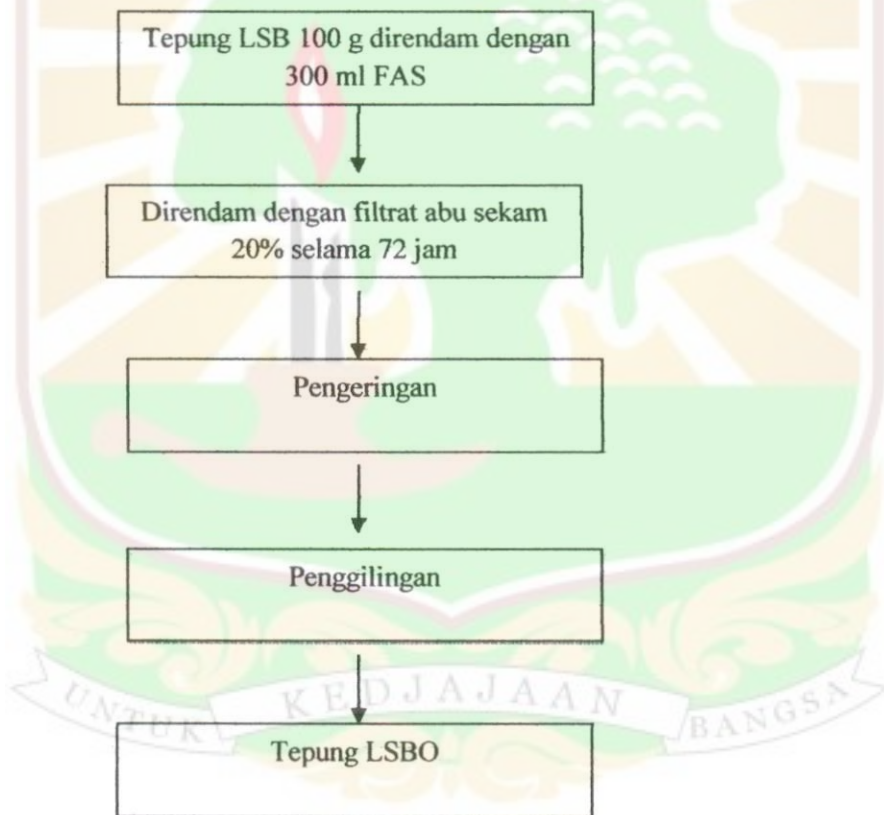 Tepung LSB 100 g direndam dengan
300 ml FAS
Direndam dengan filtrat abu sekam
20% selama 72 jam
Pengeringan
Penggilingan
Tepung LSBO
UNTUK KEDJAJAAN BANGSA